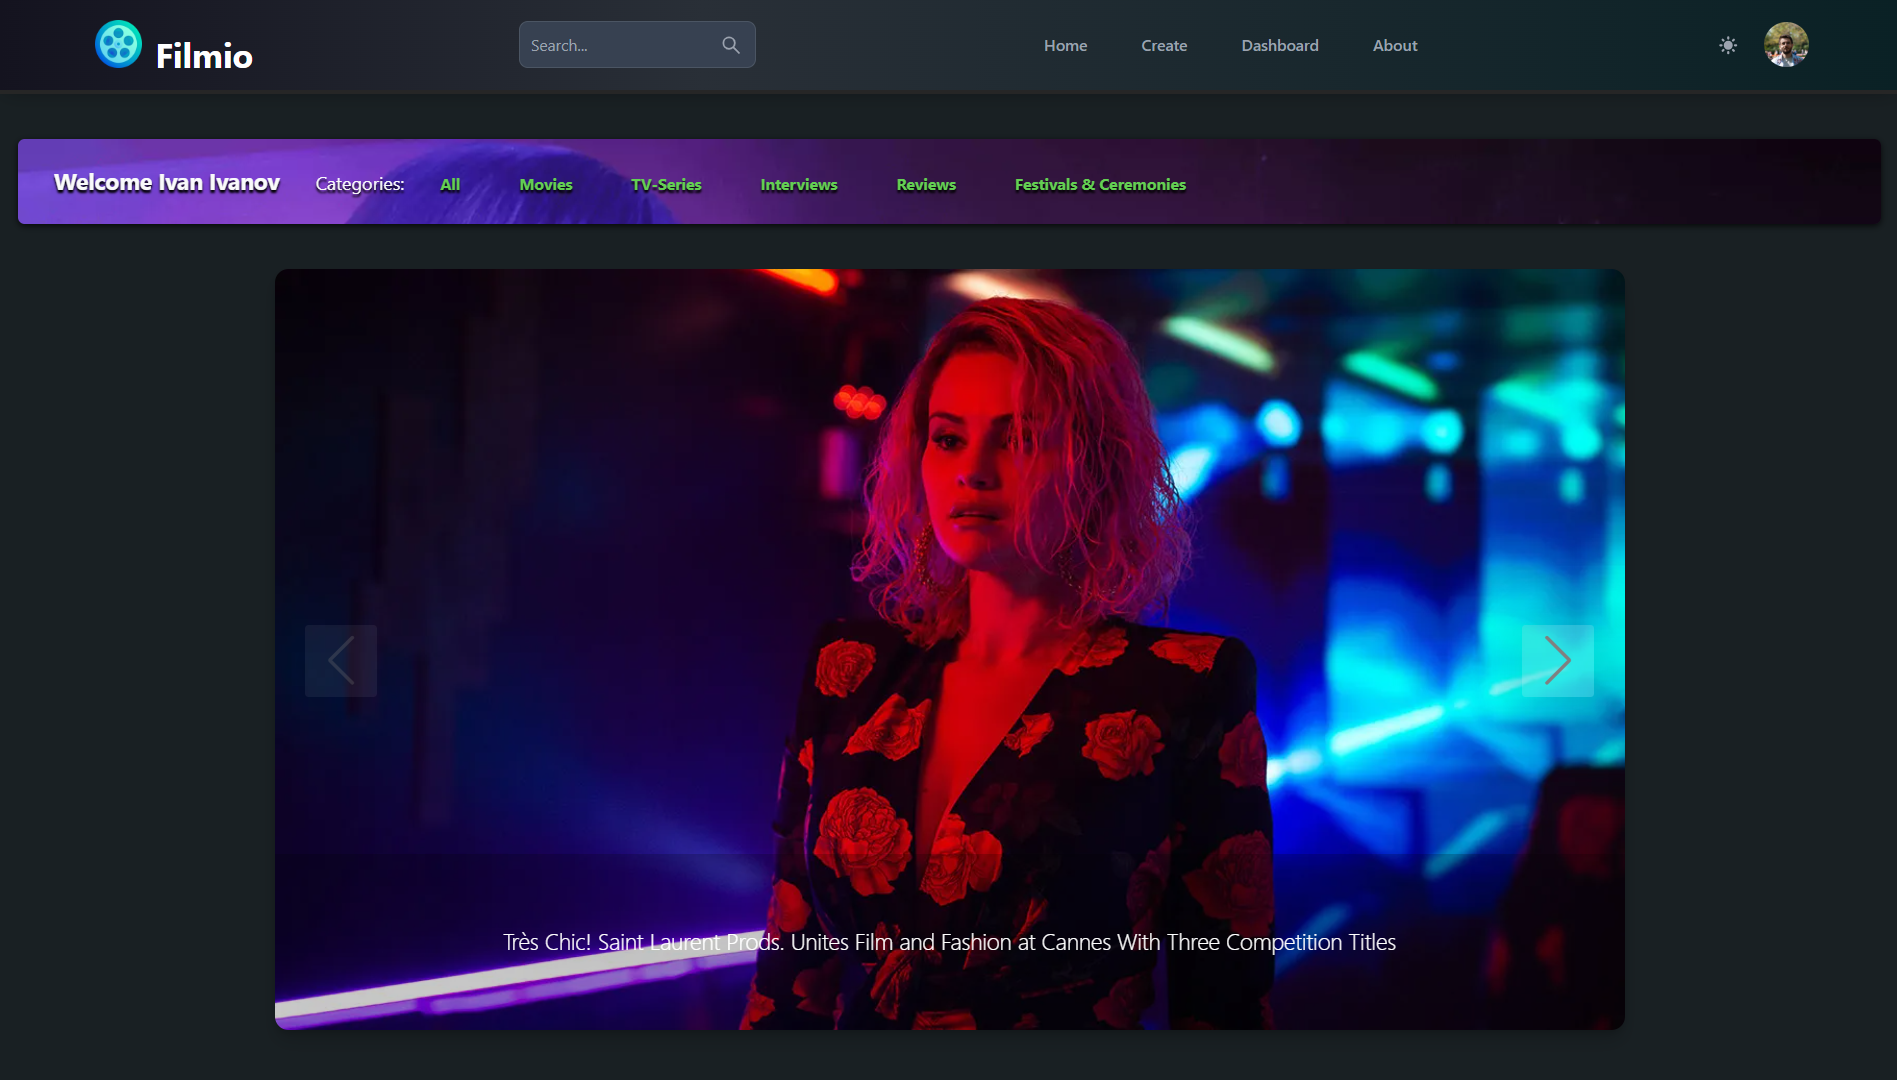 Filmio
Search...
Home
Create
Dashboard
About
Welcome Ivan Ivanov
Categories:
All
Movies
TV-Series
Interviews
Reviews
Festivals & Ceremonies
Très Chic! Saint Laurent Prods. Unites Film and Fashion at Cannes With Three Competition Titles